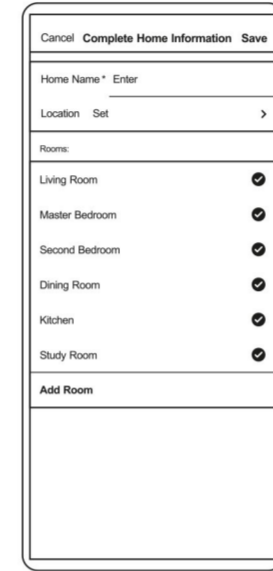 Cancel Complete Home Information Save
Home Name* Enter
Location Set
Rooms:
Living Room
Master Bedroom
Second Bedroom
Dining Room
Kitchen
Study Room
Add Room